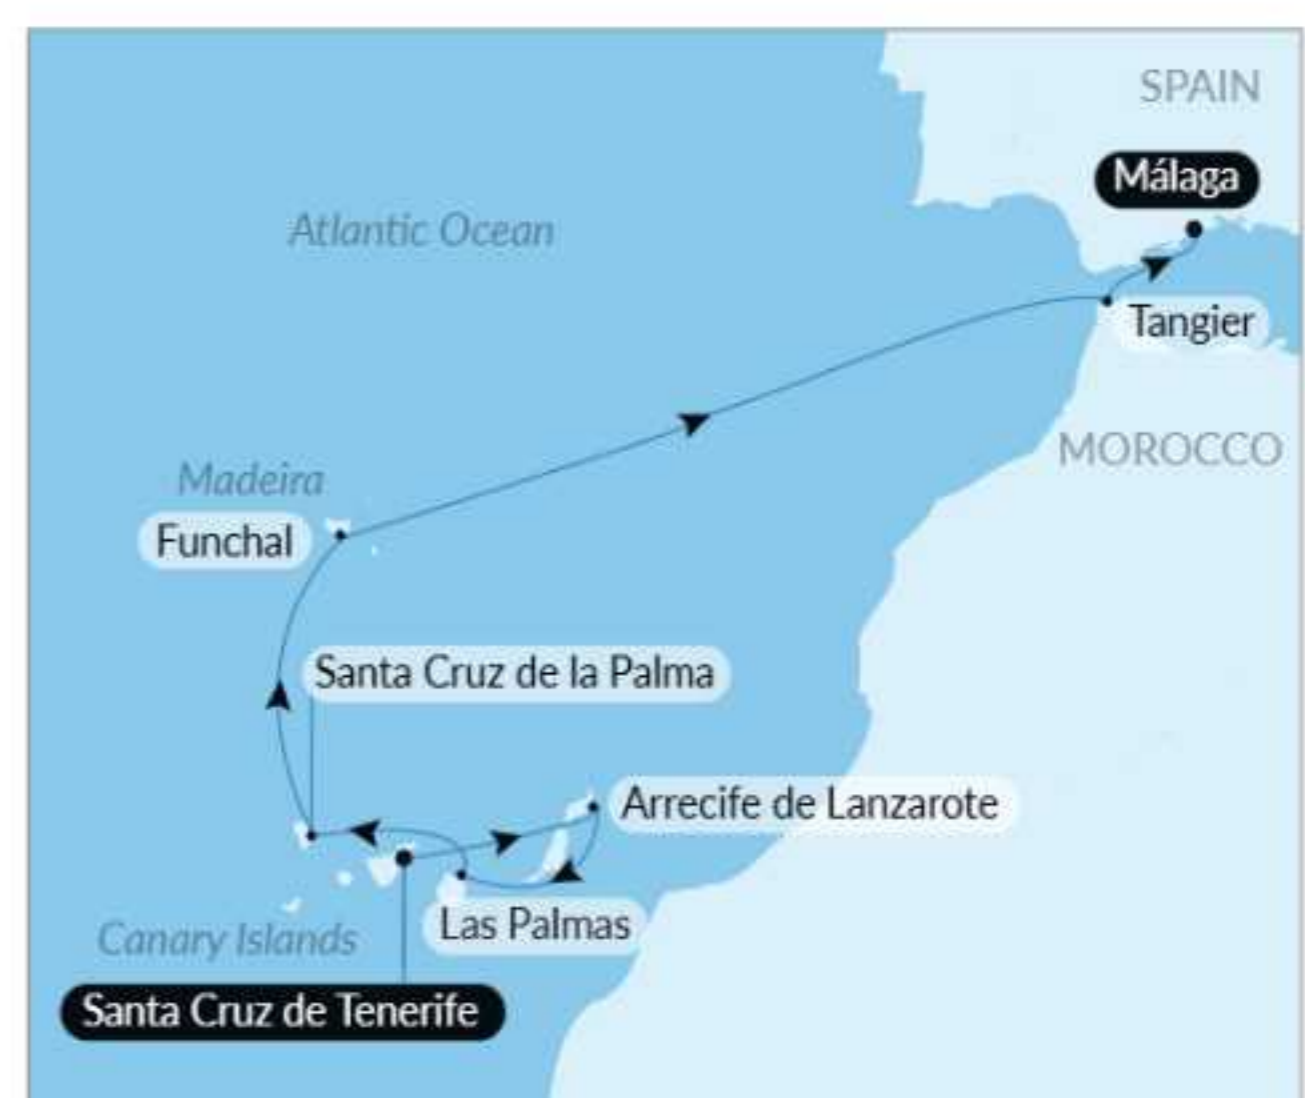 SPAIN
Málaga
Atlantic Ocean
Tangier
MOROCCO
Madeira
Funchal
Santa Cruz de la Palma
Arrecife de Lanzarote
Las Palmas
Canary Islands
Santa Cruz de Tenerife